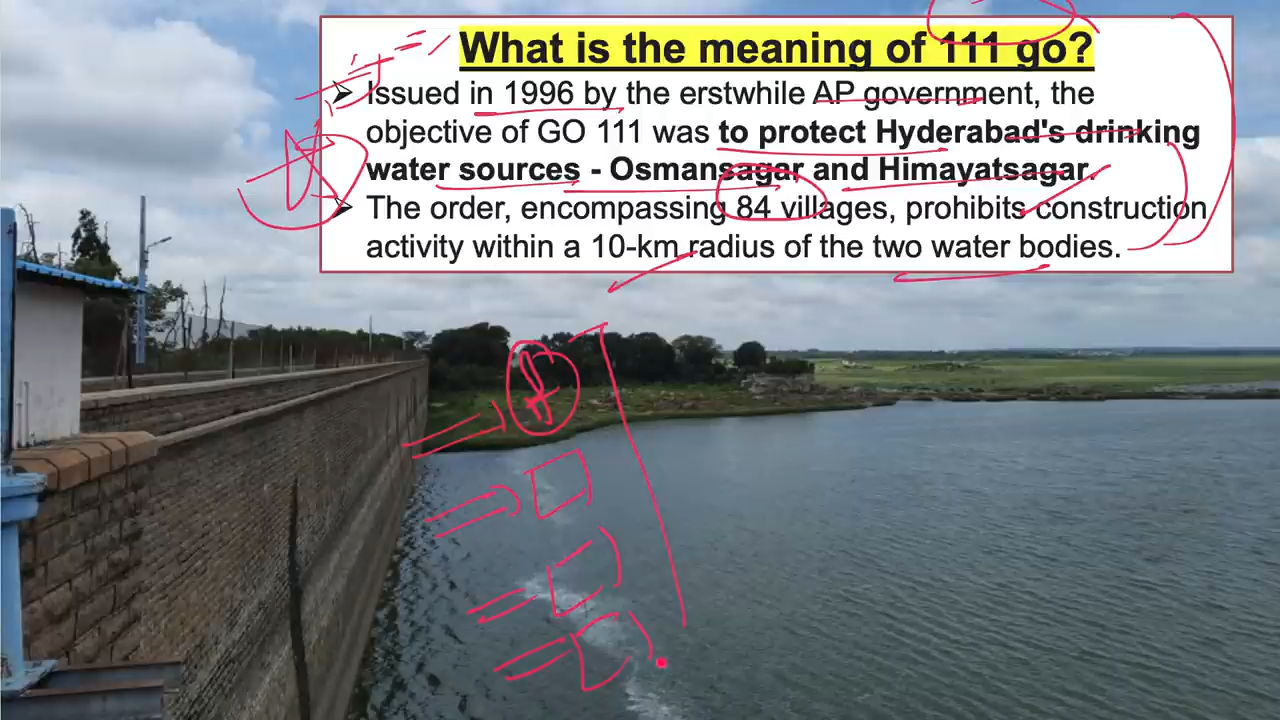 What is the meaning of 111 go?
➢ Issued in 1996 by the erstwhile AP government, the
objective of GO 111 was to protect Hyderabad's drinking
water sources - Osmansagar and Himayatsagar.
➢ The order, encompassing 84 villages, prohibits construction
activity within a 10-km radius of the two water bodies.